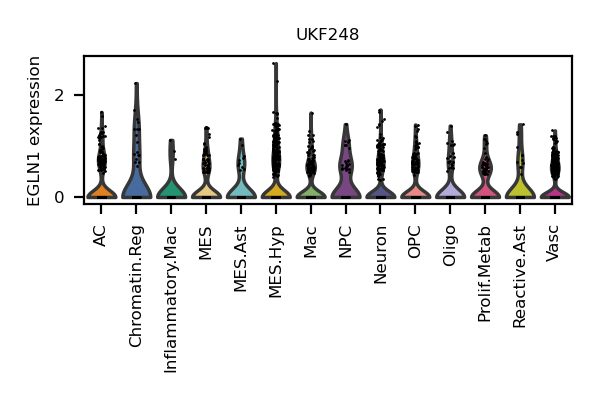 UKF248
EGLN1 expression
2
0
AC
Chromatin.Reg
Inflammatory.Mac
MES
MES.Ast
MES.Hyp
Mac
NPC
Neuron
OPC
Oligo
Prolif.Metab
Reactive.Ast
Vasc